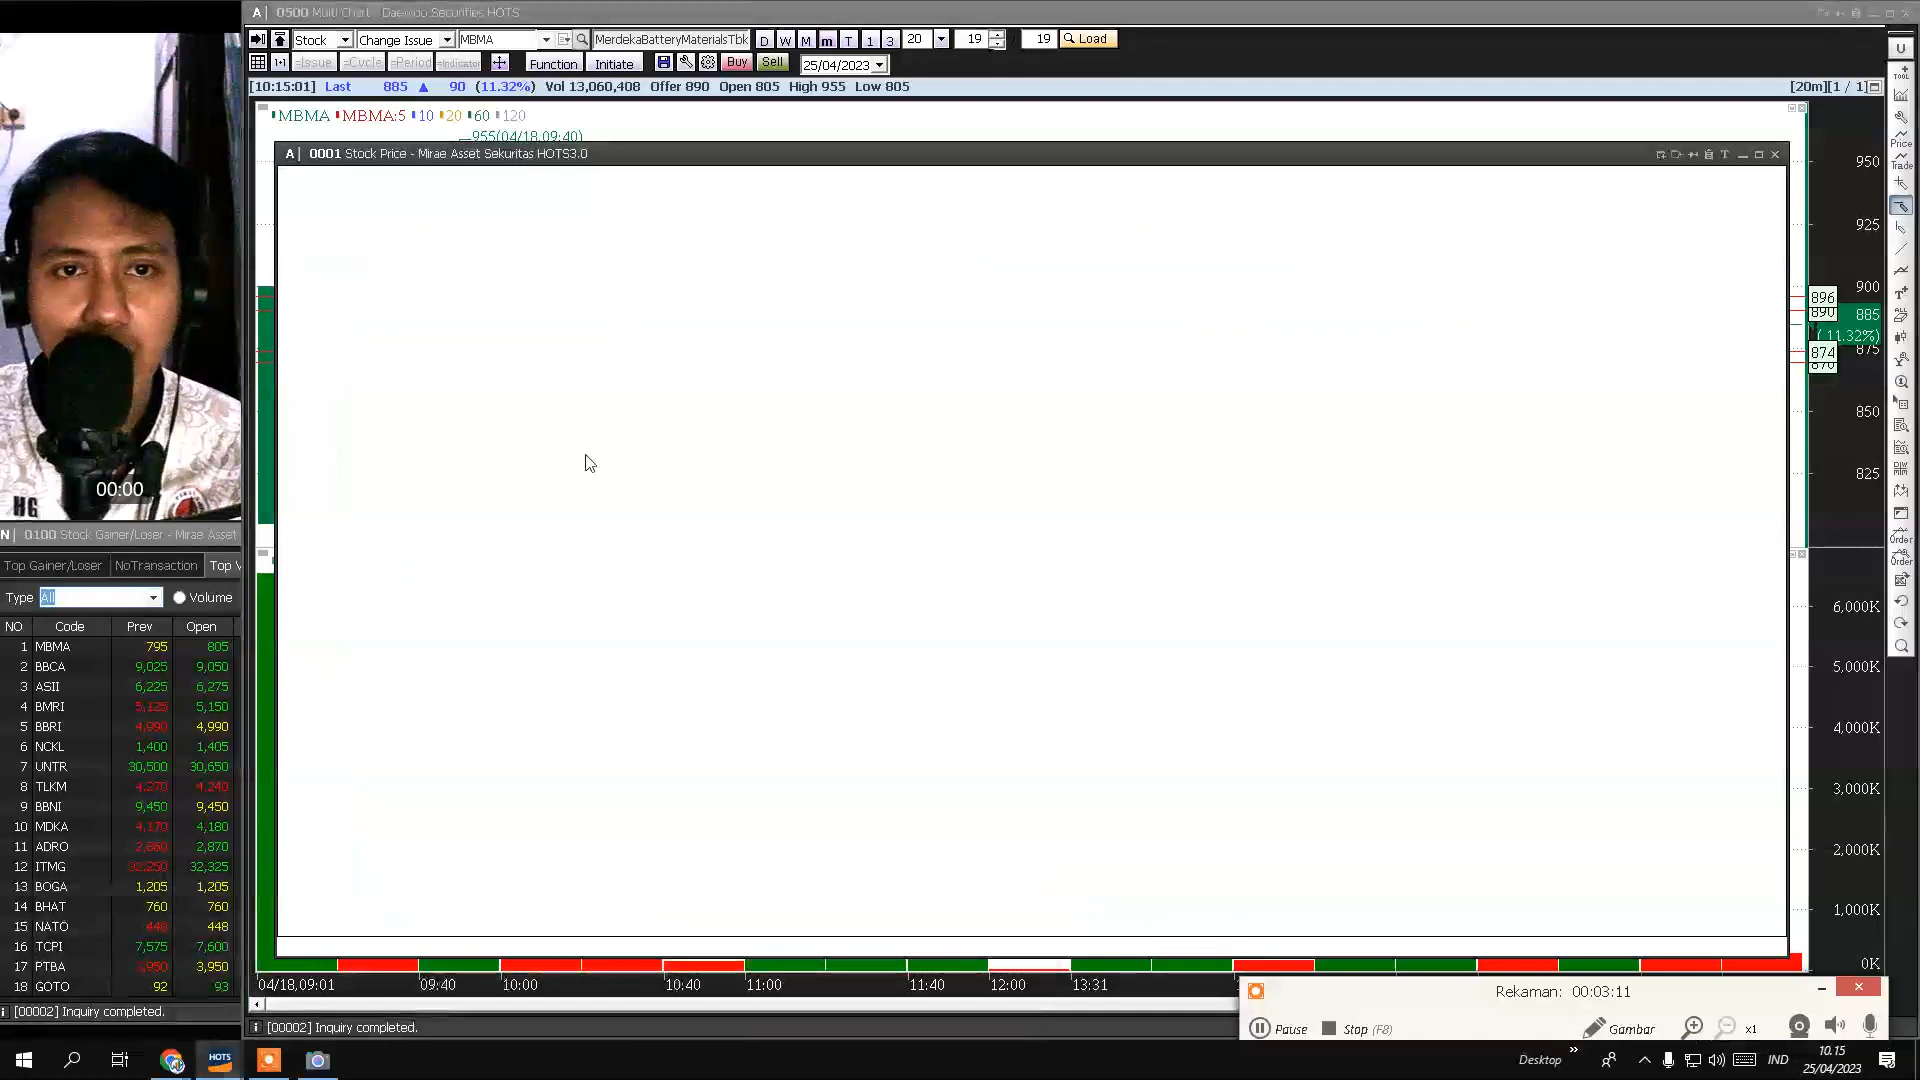 A| 0500 Multi Chart - Daewoo Securities HOTS
Stock Change Issue MBMA MerdekaBatteryMaterialsTbk D W M m T 1 3 20 19 / 19 Load
=Issue =Cycle =Period =Indicator Function Initiate Buy Sell 25/04/2023
[10:15:01] Last 885 ▲ 90 (11.32%) Vol 13,060,408 Offer 890 Open 805 High 955 Low 805 [20m][1 / 1]
MBMA MBMA:5 10 20 60 120
955(04/18,09:40)
A| 0001 Stock Price - Mirae Asset Sekuritas HOTS3.0
950
925
900
896
890
885
( 11.32%)
875
874
870
850
825
6,000K
5,000K
4,000K
3,000K
2,000K
1,000K
0K
U
TOOL
Price
Trade
Order
Order
HG
00:00
N| 0100 Stock Gainer/Loser - Mirae Asset
Top Gainer/Loser NoTransaction Top V
Type All Volume
NO Code Prev Open
1 MBMA 795 805
2 BBCA 9,025 9,050
3 ASII 6,225 6,275
4 BMRI 5,125 5,150
5 BBRI 4,990 4,990
6 NCKL 1,400 1,405
7 UNTR 30,500 30,650
8 TLKM 4,270 4,240
9 BBNI 9,450 9,450
10 MDKA 4,170 4,180
11 ADRO 2,860 2,870
12 ITMG 32,250 32,325
13 BOGA 1,205 1,205
14 BHAT 760 760
15 NATO 448 448
16 TCPI 7,575 7,600
17 PTBA 3,950 3,950
18 GOTO 92 93
[00002] Inquiry completed.
04/18,09:01 09:40 10:00 10:40 11:00 11:40 12:00 13:31
[00002] Inquiry completed.
Rekaman: 00:03:11
Pause Stop (F8) Gambar x1
HOTS
Desktop IND
10.15
25/04/2023